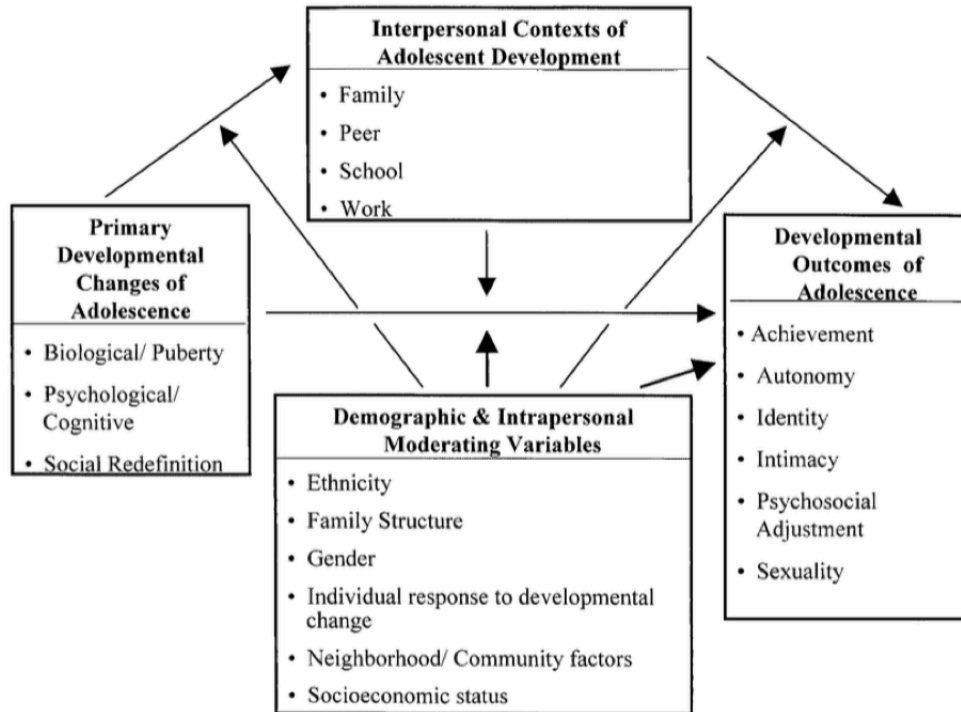 Interpersonal Contexts of
Adolescent Development
• Family
• Peer
• School
• Work
Primary
Developmental
Changes of
Adolescence
• Biological/ Puberty
• Psychological/
Cognitive
• Social Redefinition
Developmental
Outcomes of
Adolescence
• Achievement
• Autonomy
• Identity
• Intimacy
• Psychosocial
Adjustment
• Sexuality
Demographic & Intrapersonal
Moderating Variables
• Ethnicity
• Family Structure
• Gender
• Individual response to developmental
change
• Neighborhood/ Community factors
• Socioeconomic status